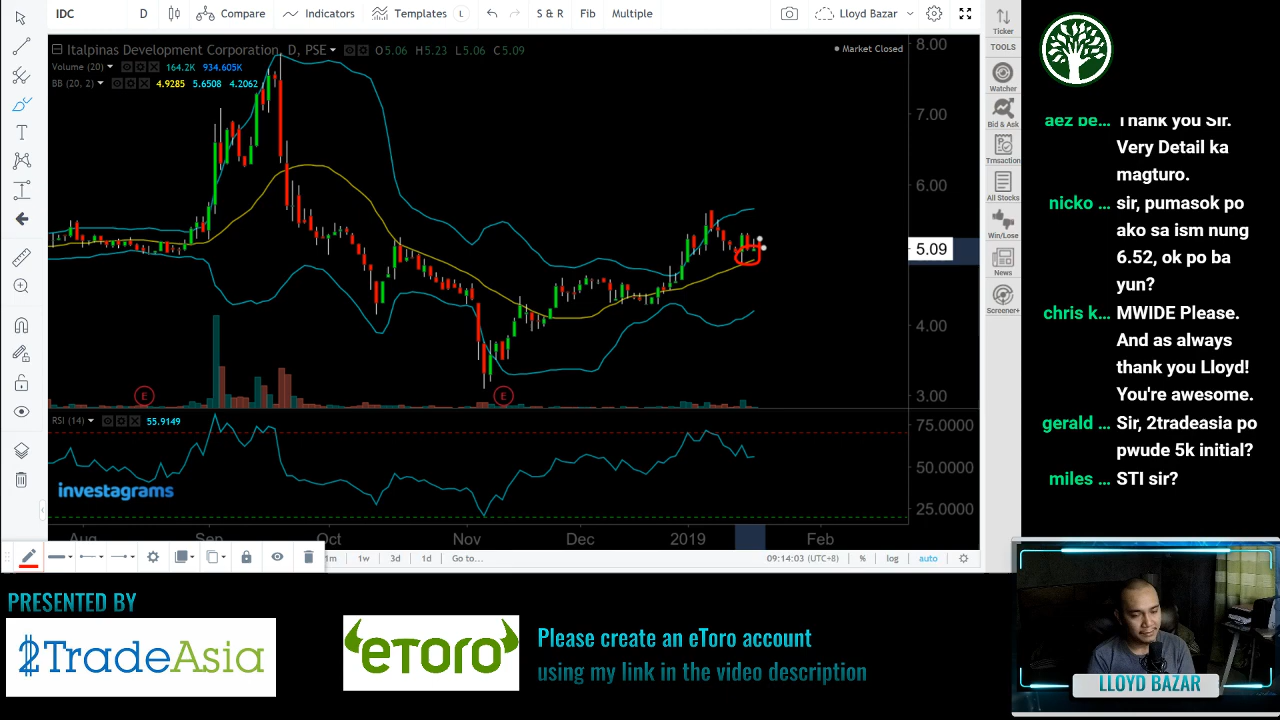 IDC
D
Compare
Indicators
Templates
L
S & R
Fib
Multiple
Lloyd Bazar
Italpinas Development Corporation, D, PSE
O5.06 H5.23 L5.06 C5.09
Market Closed
Volume (20)
164.2K 934.605K
BB (20, 2)
4.9285 5.6508 4.2062
8.00
7.00
6.00
5.09
4.00
3.00
E
E
RSI (14)
55.9149
75.0000
50.0000
25.0000
investagrams
Aug
Sep
Oct
Nov
Dec
2019
Feb
1m
1w
3d
1d
Go to...
09:14:03 (UTC+8)
%
log
auto
Ticker
TOOLS
Watcher
Bid & Ask
Trnsaction
All Stocks
Win/Lose
News
Screener+
aez be... Thank you Sir.
Very Detail ka
magturo.
nicko ... sir, pumasok po
ako sa ism nung
6.52, ok po ba
yun?
chris k... MWIDE Please.
And as always
thank you Lloyd!
You're awesome.
gerald ... Sir, 2tradeasia po
pwude 5k initial?
miles ... STI sir?
PRESENTED BY
2TradeAsia
eToro
Please create an eToro account
using my link in the video description
LLOYD BAZAR